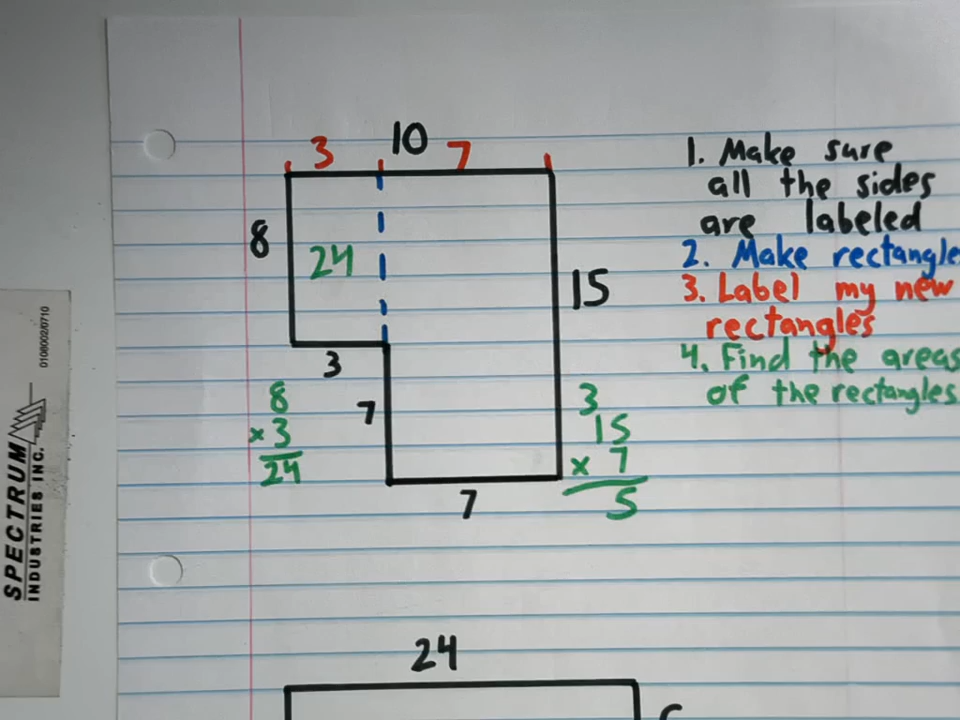 10
3 7
8
24
15
3
7
7
8
× 3
24
3
15
× 7
5
1. Make sure
all the sides
are labeled
2. Make rectangle
3. Label my new
rectangles
4. Find the areas
of the rectangles
24
SPECTRUM
INDUSTRIES INC.
0108002/0710